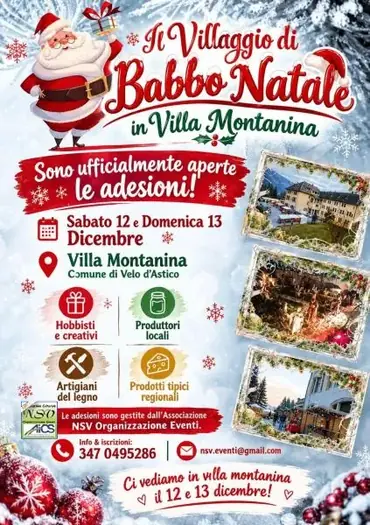 Il Villaggio di
Babbo Natale
in Villa Montanina
Sono ufficialmente aperte
le adesioni!
Sabato 12 e Domenica 13
Dicembre
Villa Montanina
Comune di Velo d'Astico
Hobbisti
e creativi
Produttori
locali
Artigiani
del legno
Prodotti tipici
regionali
NSO
AiCS
Le adesioni sono gestite dall'Associazione
NSV Organizzazione Eventi.
Info & iscrizioni:
347 0495286
nsv.eventi@gmail.com
Ci vediamo in villa montanina
il 12 e 13 dicembre!